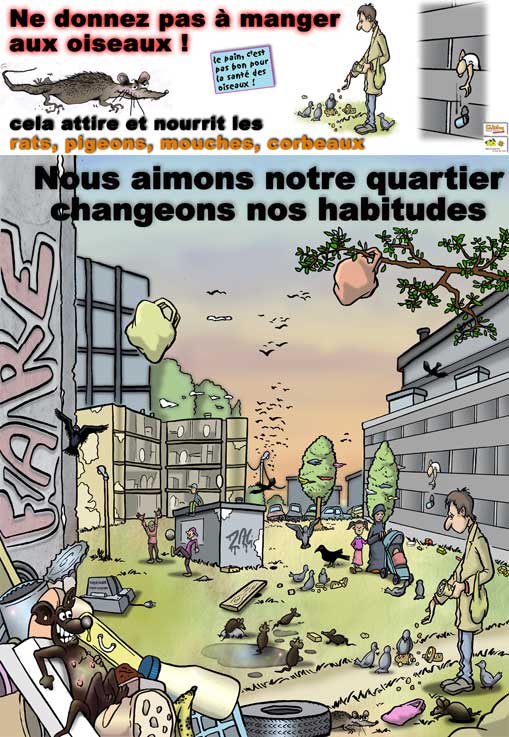 Ne donnez pas à manger
aux oiseaux !
le pain, c'est
pas bon pour
la santé des
oiseaux !
cela attire et nourrit les
rats, pigeons, mouches, corbeaux
Nous aimons notre quartier
changeons nos habitudes